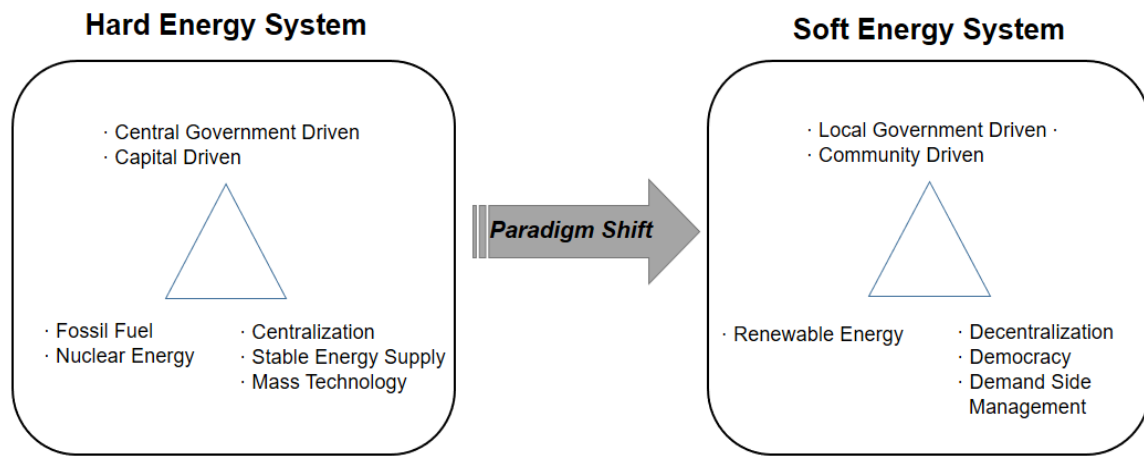 Hard Energy System
· Central Government Driven
· Capital Driven
· Fossil Fuel
· Nuclear Energy
· Centralization
· Stable Energy Supply
· Mass Technology
Paradigm Shift
Soft Energy System
· Local Government Driven ·
· Community Driven
· Renewable Energy
· Decentralization
· Democracy
· Demand Side
Management